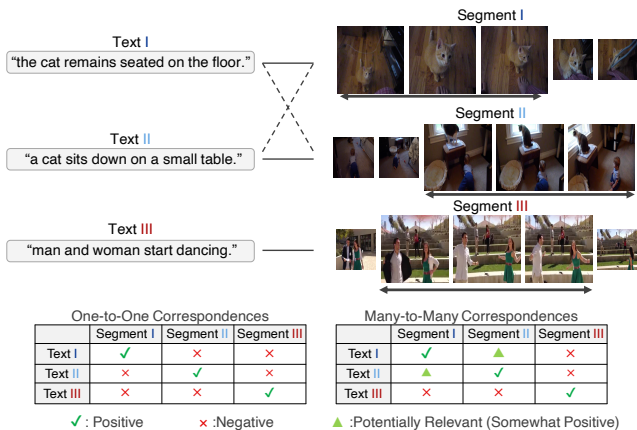 Text I
"the cat remains seated on the floor."
Segment I
Text II
"a cat sits down on a small table."
Segment II
Text III
"man and woman start dancing."
Segment III
One-to-One Correspondences
Segment I Segment II Segment III
Text I ✓ ✕ ✕
Text II ✕ ✓ ✕
Text III ✕ ✕ ✓
Many-to-Many Correspondences
Segment I Segment II Segment III
Text I ✓ ▲ ✕
Text II ▲ ✓ ✕
Text III ✕ ✕ ✓
✓: Positive ✕:Negative ▲:Potentially Relevant (Somewhat Positive)